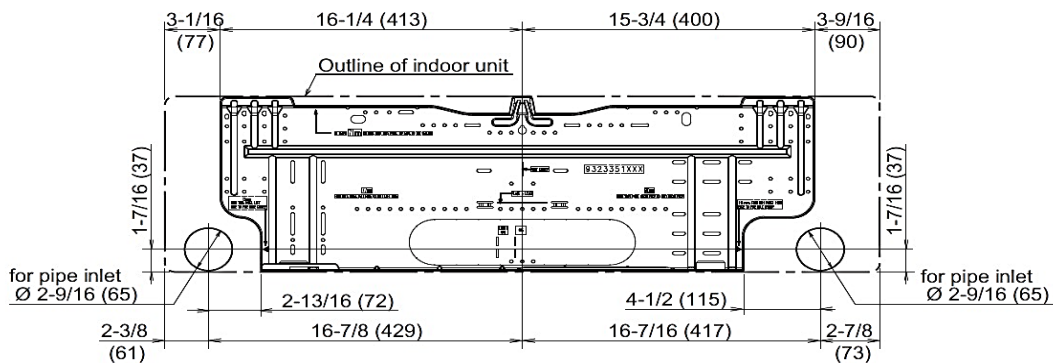 3-1/16 16-1/4 (413) 15-3/4 (400) 3-9/16
(77) (90)
Outline of indoor unit
9323351XXX
1-7/16 (37) 1-7/16 (37)
for pipe inlet
Ø 2-9/16 (65)
for pipe inlet
Ø 2-9/16 (65)
2-13/16 (72) 4-1/2 (115)
2-3/8 16-7/8 (429) 16-7/16 (417) 2-7/8
(61) (73)